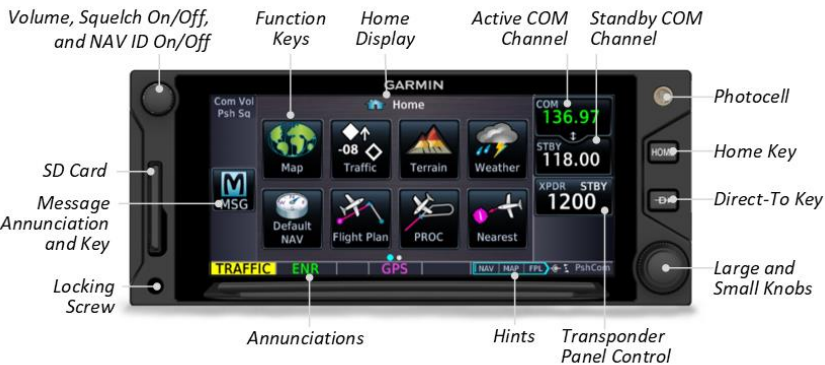 Volume, Squelch On/Off,
and NAV ID On/Off
Function
Keys
Home
Display
Active COM
Channel
Standby COM
Channel
GARMIN
Com Vol
Psh Sq
Home
COM
136.97
STBY
118.00
XPDR STBY
1200
Map
-08
Traffic
Terrain
Weather
MSG
Default
NAV
Flight Plan
PROC
Nearest
TRAFFIC ENR GPS NAV MAP FPL PshCom
HOME
D
SD Card
Message
Annunciation
and Key
Locking
Screw
Photocell
Home Key
Direct-To Key
Large and
Small Knobs
Annunciations
Hints
Transponder
Panel Control